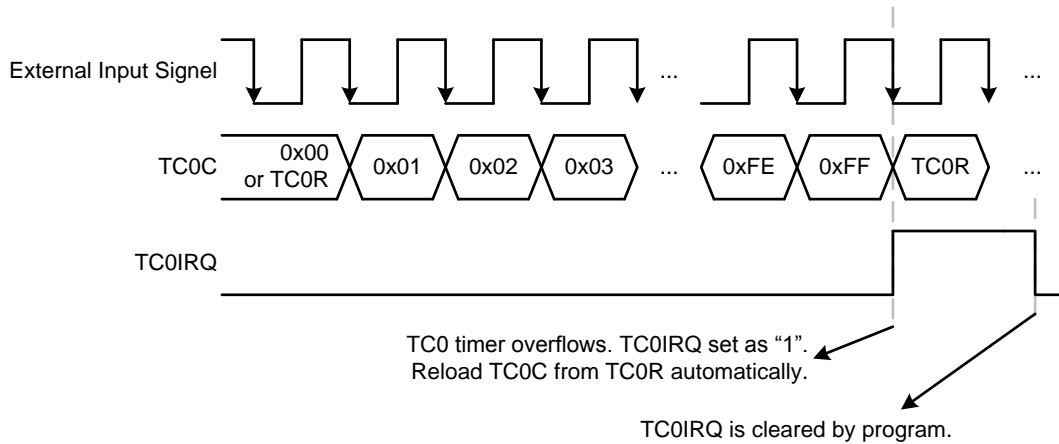 External Input Signel
... ...
TC0C
0x00
or TC0R
0x01 0x02 0x03 ... 0xFE 0xFF TC0R ...
TC0IRQ
TC0 timer overflows. TC0IRQ set as “1”.
Reload TC0C from TC0R automatically.
TC0IRQ is cleared by program.